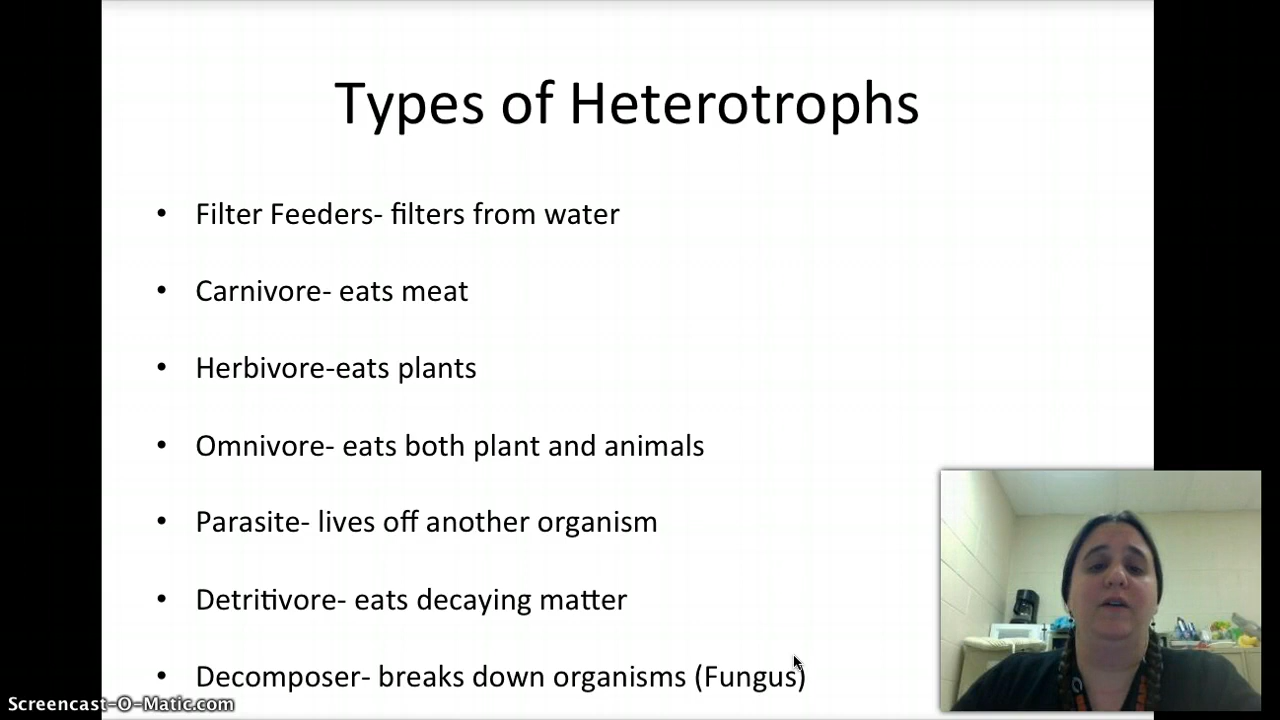 Types of Heterotrophs
• Filter Feeders- filters from water
• Carnivore- eats meat
• Herbivore-eats plants
• Omnivore- eats both plant and animals
• Parasite- lives off another organism
• Detritivore- eats decaying matter
• Decomposer- breaks down organisms (Fungus)
Screencast-O-Matic.com